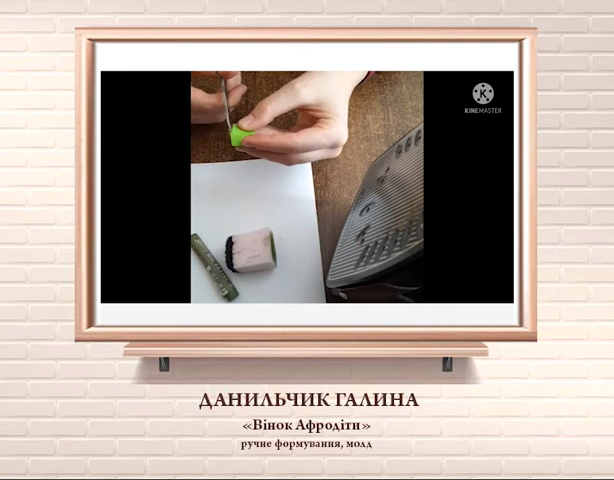 KINEMASTER
ДАНИЛЬЧИК ГАЛИНА
«Вінок Афродіти»
ручне формування, молд